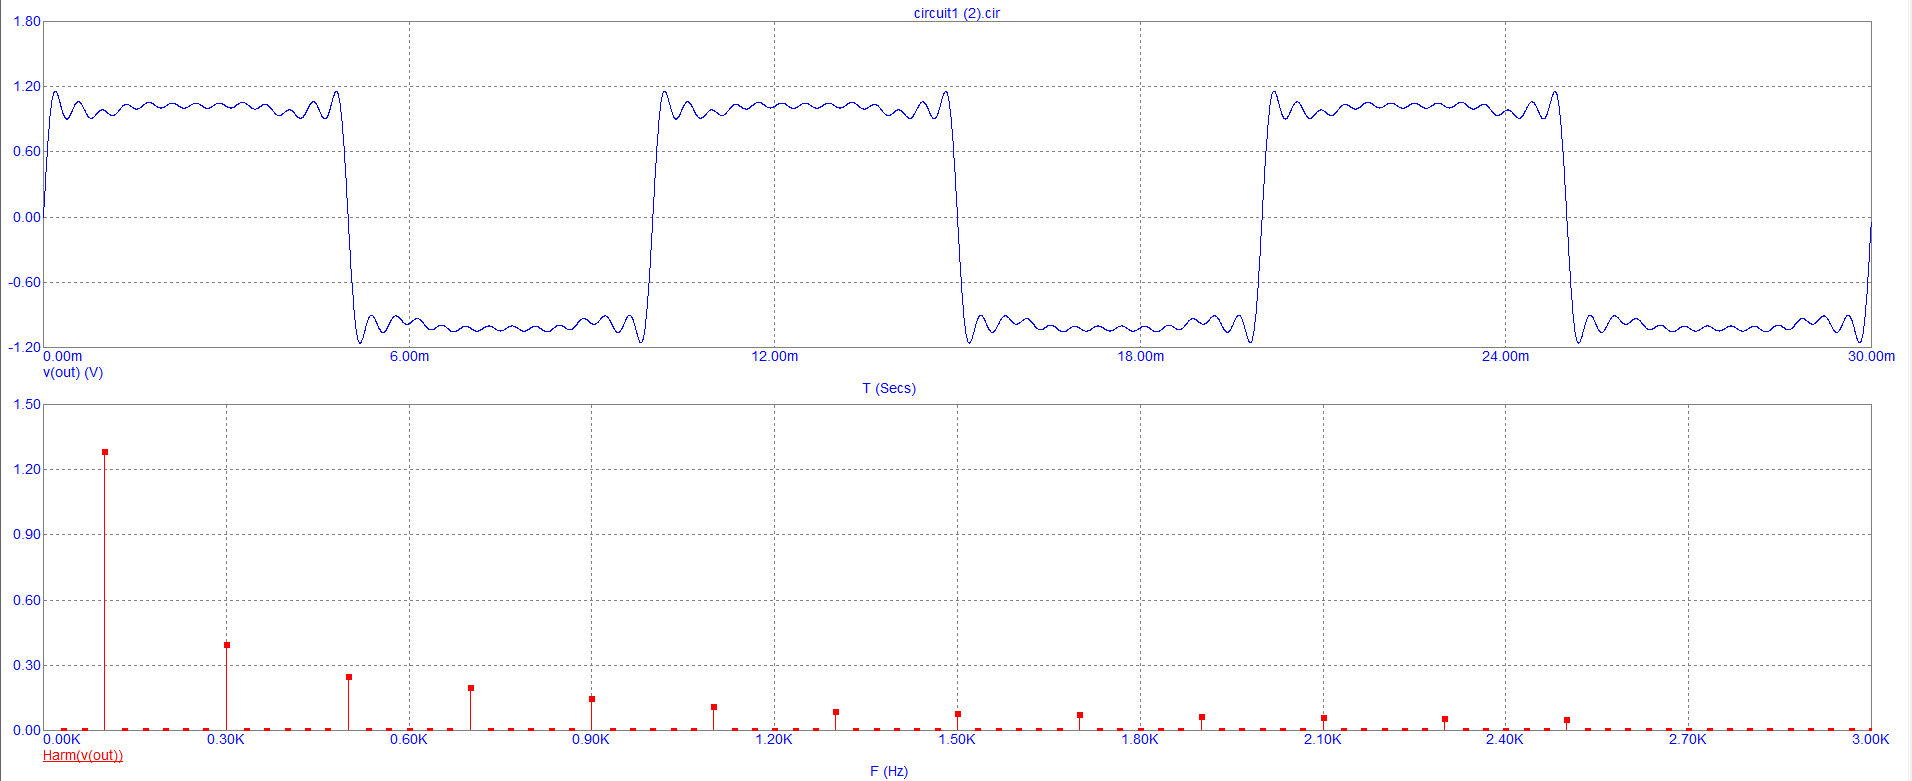 circuit1 (2).cir
1.80
1.20
0.60
0.00
-0.60
-1.20
0.00m 6.00m 12.00m 18.00m 24.00m 30.00m
v(out) (V)
T (Secs)
1.50
1.20
0.90
0.60
0.30
0.00
0.00K 0.30K 0.60K 0.90K 1.20K 1.50K 1.80K 2.10K 2.40K 2.70K 3.00K
Harm(v(out))
F (Hz)